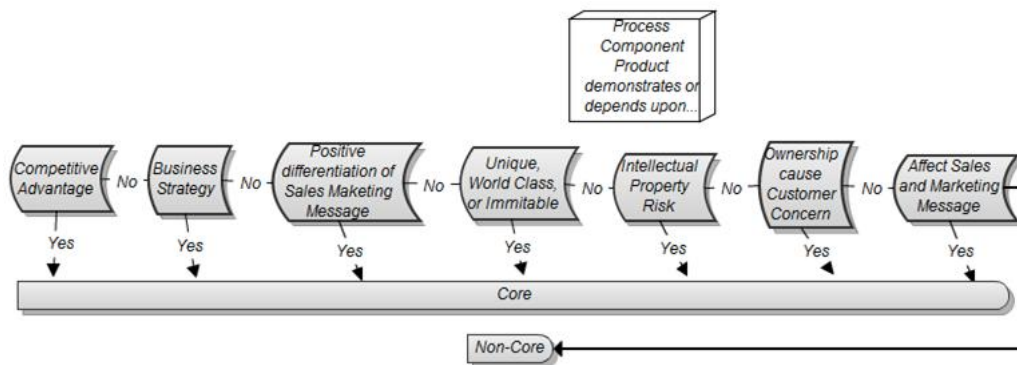 Process
Component
Product
demonstrates or
depends upon...
Competitive
Advantage
No
Business
Strategy
No
Positive
differentiation of
Sales Maketing
Message
No
Unique,
World Class,
or Immitable
No
Intellectual
Property
Risk
No
Ownership
cause
Customer
Concern
No
Affect Sales
and Marketing
Message
Yes
Yes
Yes
Yes
Yes
Yes
Yes
Core
Non-Core